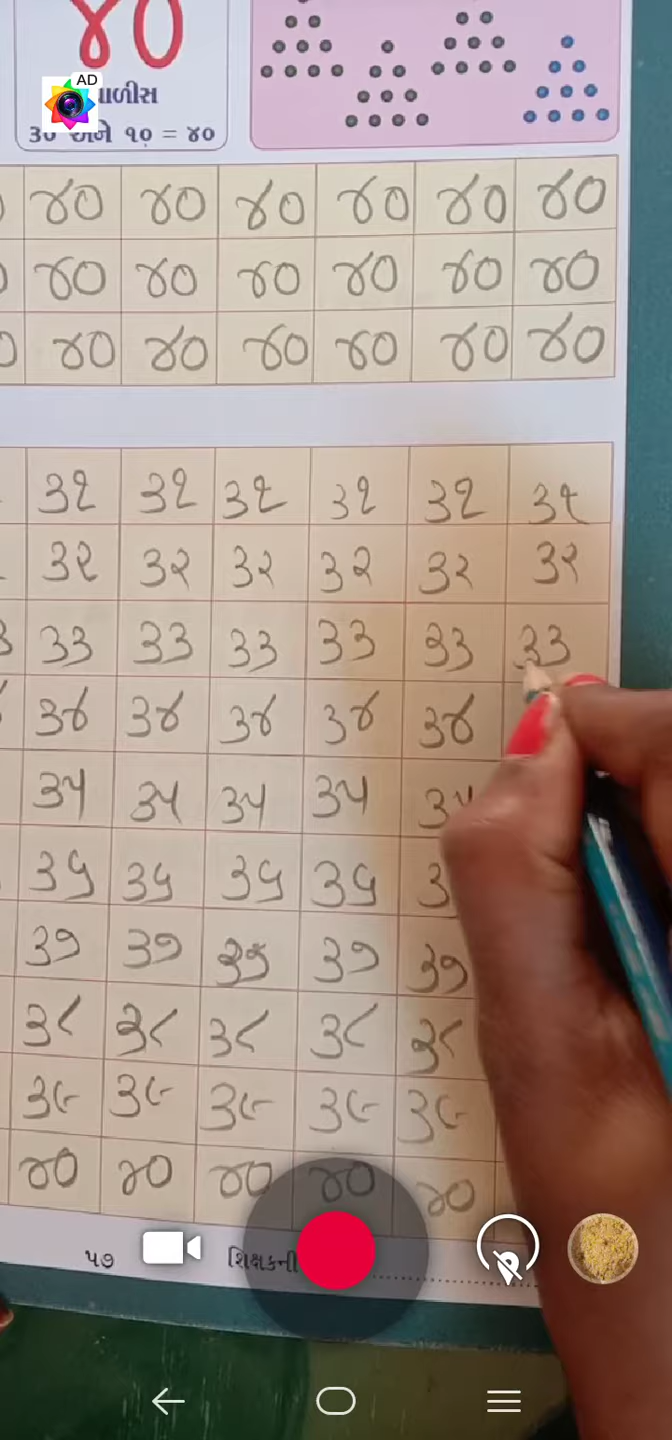 ૪૦
AD
ાળીસ
૩૦ અને ૧૦ = ૪૦
૪૦ ૪૦ ૪૦ ૪૦ ૪૦ ૪૦
૪૦ ૪૦ ૪૦ ૪૦ ૪૦ ૪૦
૪૦ ૪૦ ૪૦ ૪૦ ૪૦ ૪૦
૩૧ ૩૧ ૩૧ ૩૧ ૩૧ ૩૧
૩૨ ૩૨ ૩૨ ૩૨ ૩૨ ૩૨
૩ ૩૩ ૩૩ ૩૩ ૩૩ ૩૩ ૩૩
૩૪ ૩૪ ૩૪ ૩૪ ૩૪
૩૫ ૩૫ ૩૫ ૩૫ ૩૫
૩૬ ૩૬ ૩૬ ૩૬ ૩
૩૭ ૩૭ ૩૭ ૩૭ ૩૭
૩૮ ૩૮ ૩૮ ૩૮ ૩૮
૩૯ ૩૯ ૩૯ ૩૯ ૩૯
૪૦ ૪૦ ૪૦ ૪૦ ૪૦
૫૭ શિક્ષકની